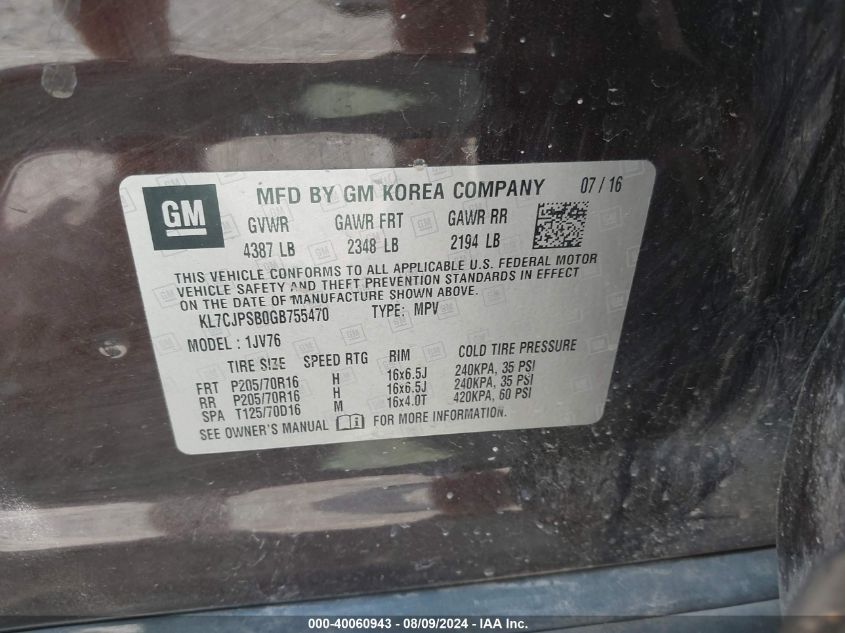 GM
MFD BY GM KOREA COMPANY 07 / 16
GVWR GAWR FRT GAWR RR
4387 LB 2348 LB 2194 LB
THIS VEHICLE CONFORMS TO ALL APPLICABLE U.S. FEDERAL MOTOR
VEHICLE SAFETY AND THEFT PREVENTION STANDARDS IN EFFECT
ON THE DATE OF MANUFACTURE SHOWN ABOVE.
KL7CJPSB0GB755470 TYPE: MPV
MODEL : 1JV76
TIRE SIZE SPEED RTG RIM COLD TIRE PRESSURE
FRT P205/70R16 H 16x6.5J 240KPA, 35 PSI
RR P205/70R16 H 16x6.5J 240KPA, 35 PSI
SPA T125/70D16 M 16x4.0T 420KPA, 60 PSI
SEE OWNER'S MANUAL FOR MORE INFORMATION.
000-40060943 - 08/09/2024 - IAA Inc.